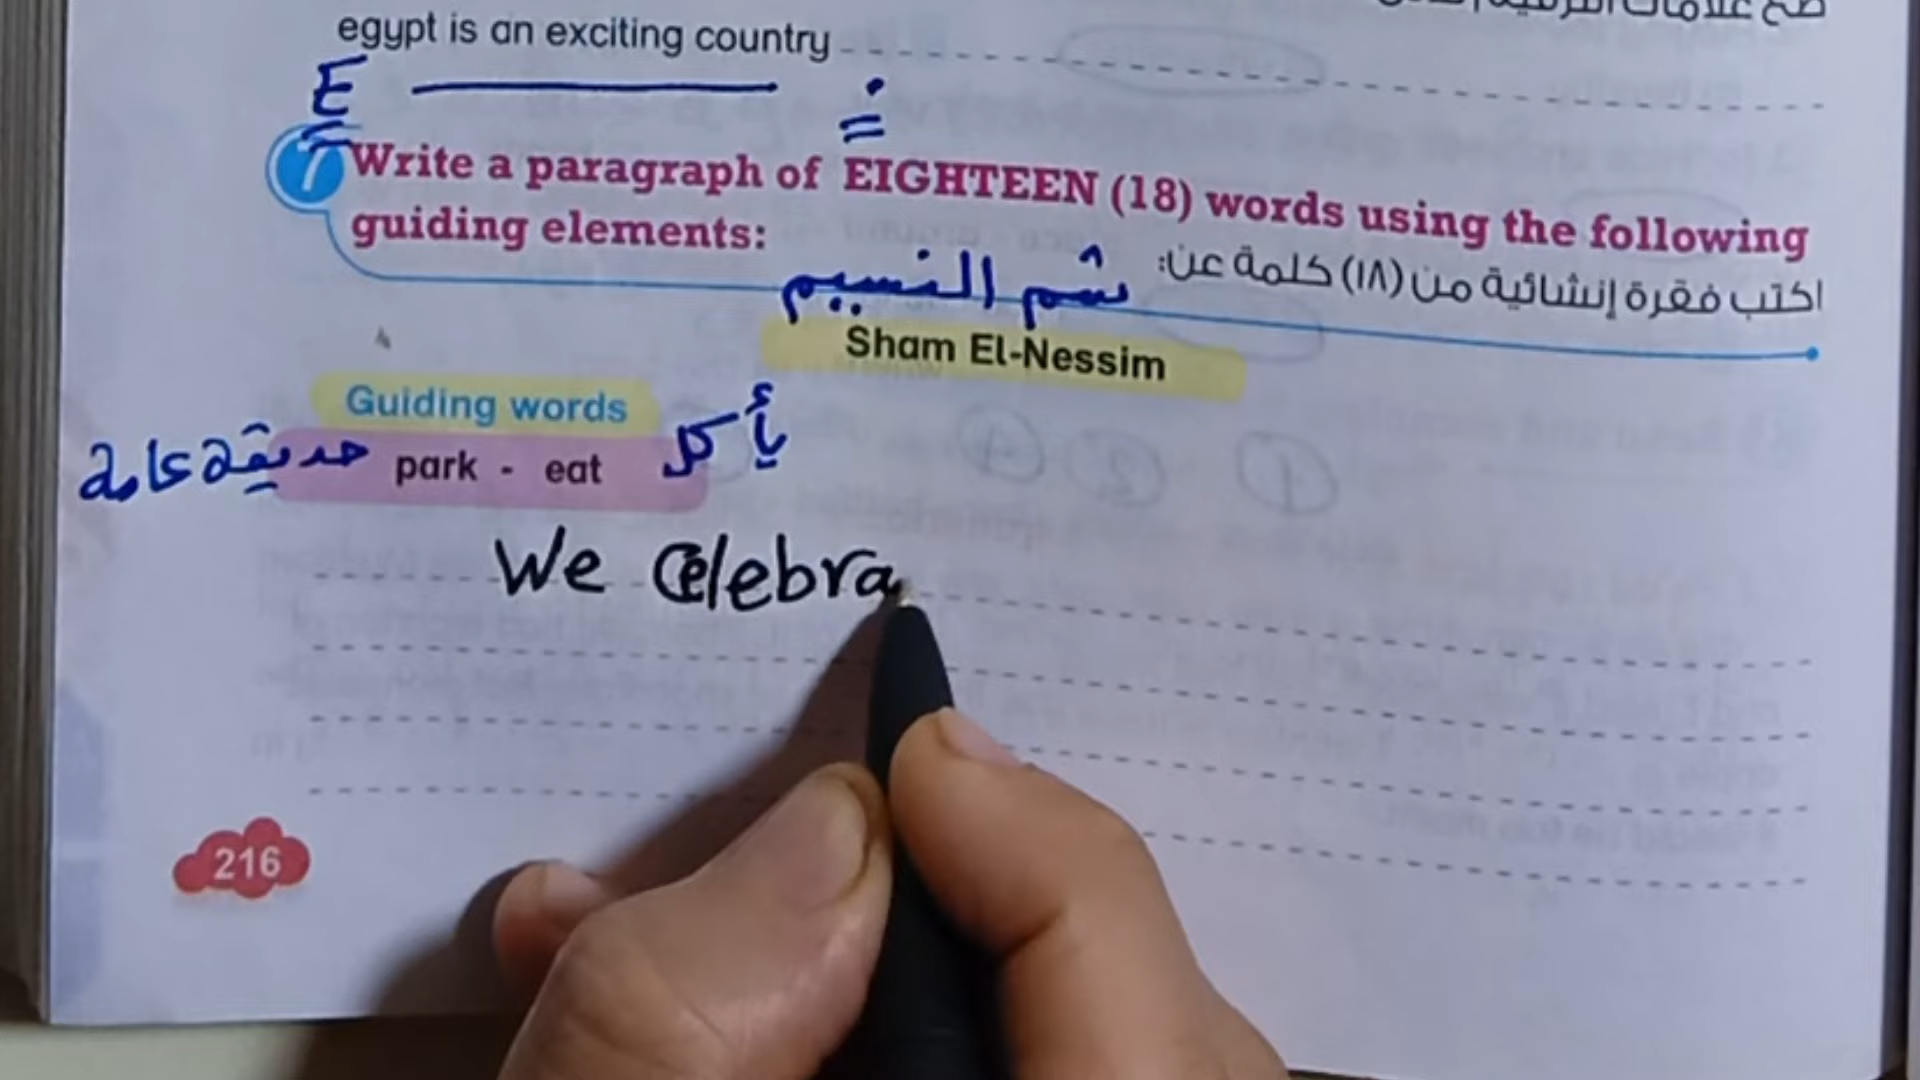 egypt is an exciting country
E .
7 Write a paragraph of EIGHTEEN (18) words using the following
guiding elements:
اكتب فقرة إنشائية من (١٨) كلمة عن:
شم النسيم
Sham El-Nessim
Guiding words
حديقة عامة park - eat يأكل
We Celebra
216